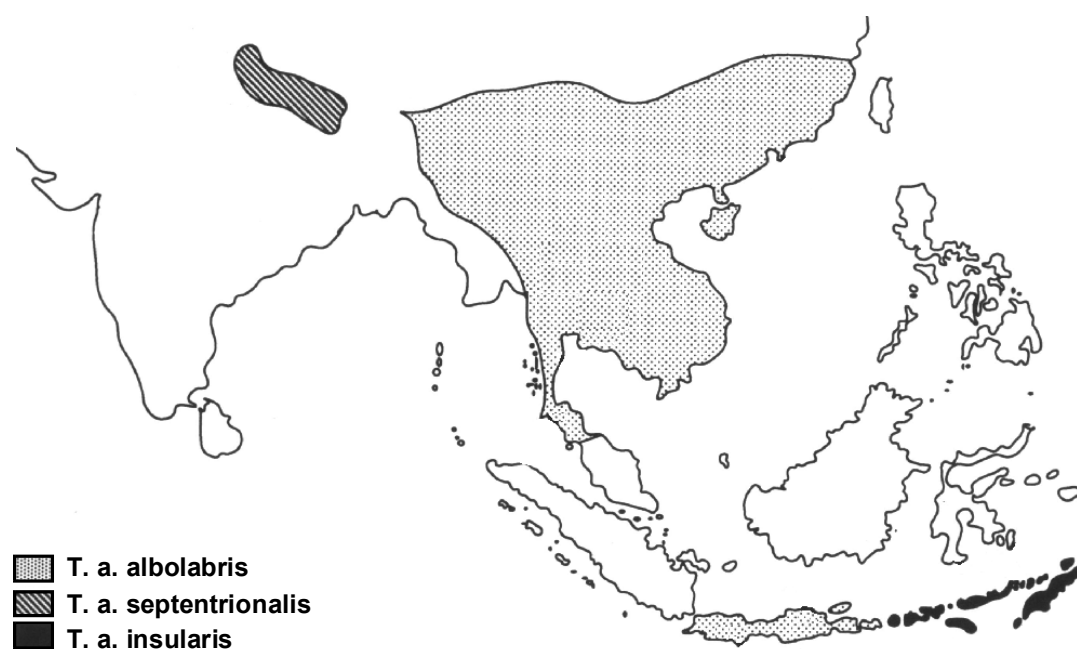 T. a. albolabris
T. a. septentrionalis
T. a. insularis